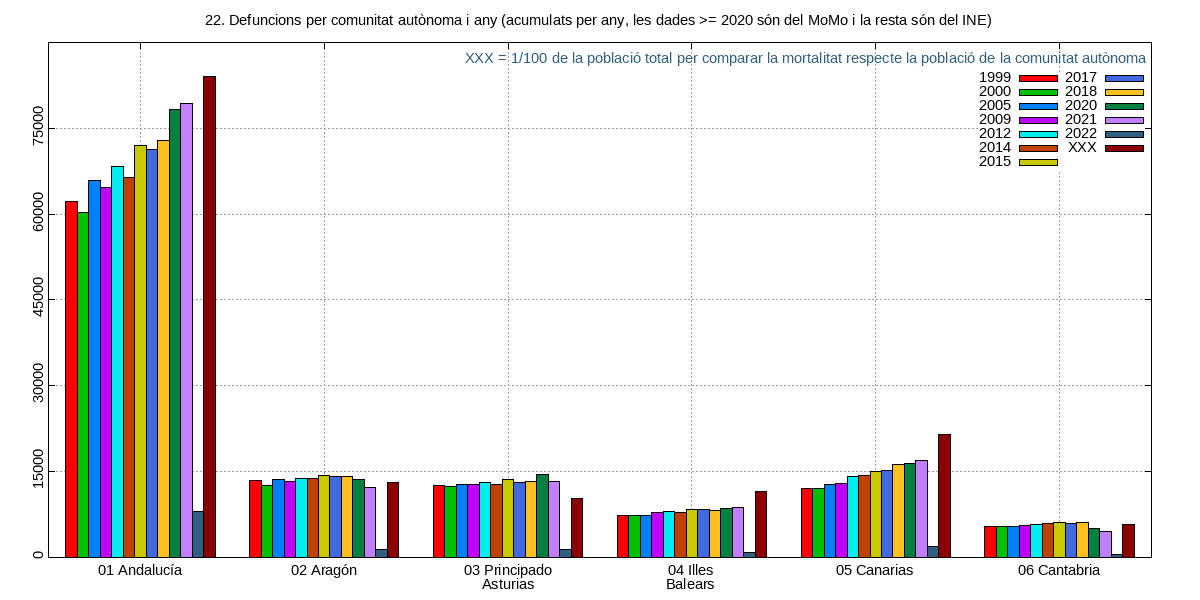 22. Defuncions per comunitat autònoma i any (acumulats per any, les dades >= 2020 són del MoMo i la resta són del INE)
XXX = 1/100 de la població total per comparar la mortalitat respecte la població de la comunitat autònoma
1999 2017
2000 2018
2005 2020
2009 2021
2012 2022
2014 XXX
2015
75000
60000
45000
30000
15000
0
01 Andalucía 02 Aragón 03 Principado 04 Illes 05 Canarias 06 Cantabria
Asturias Balears